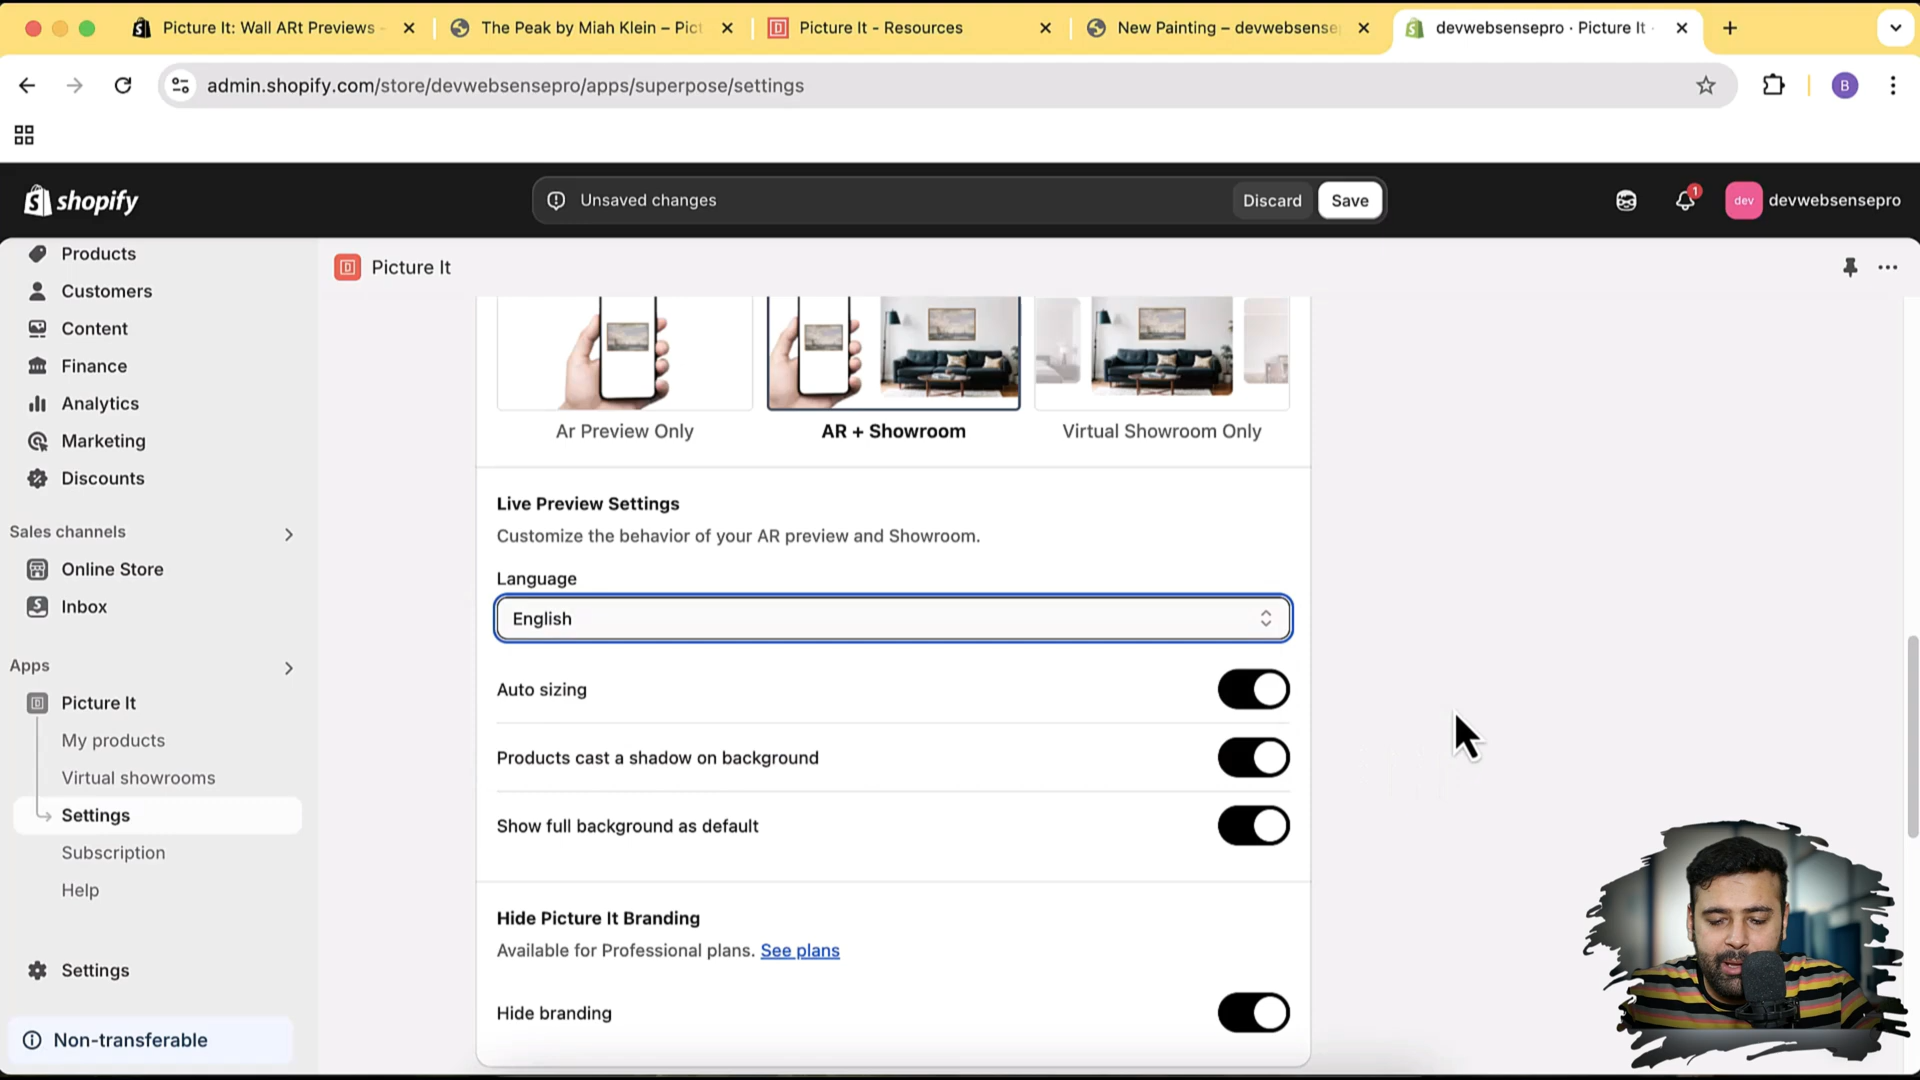 Picture It: Wall ARt Previews -
The Peak by Miah Klein – Pict
Picture It - Resources
New Painting – devwebsense
devwebsensepro · Picture It ·
admin.shopify.com/store/devwebsensepro/apps/superpose/settings
B
shopify
Unsaved changes
Discard
Save
1
dev
devwebsensepro
Products
Customers
Content
Finance
Analytics
Marketing
Discounts
Sales channels
Online Store
Inbox
Apps
Picture It
My products
Virtual showrooms
Settings
Subscription
Help
Settings
Non-transferable
Picture It
Ar Preview Only
AR + Showroom
Virtual Showroom Only
Live Preview Settings
Customize the behavior of your AR preview and Showroom.
Language
English
Auto sizing
Products cast a shadow on background
Show full background as default
Hide Picture It Branding
Available for Professional plans. See plans
Hide branding